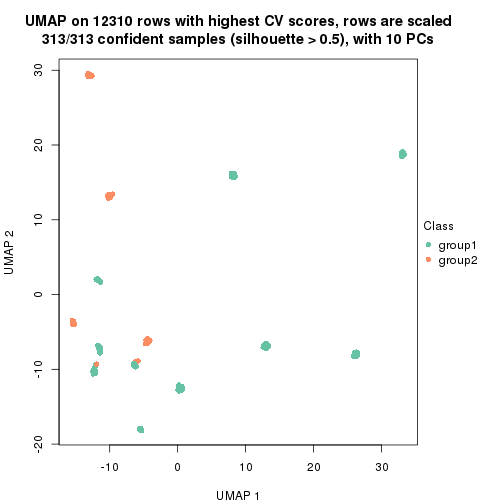 UMAP on 12310 rows with highest CV scores, rows are scaled
313/313 confident samples (silhouette > 0.5), with 10 PCs
30
20
10
0
-10
-20
UMAP 2
-10
0
10
20
30
UMAP 1
Class
group1
group2